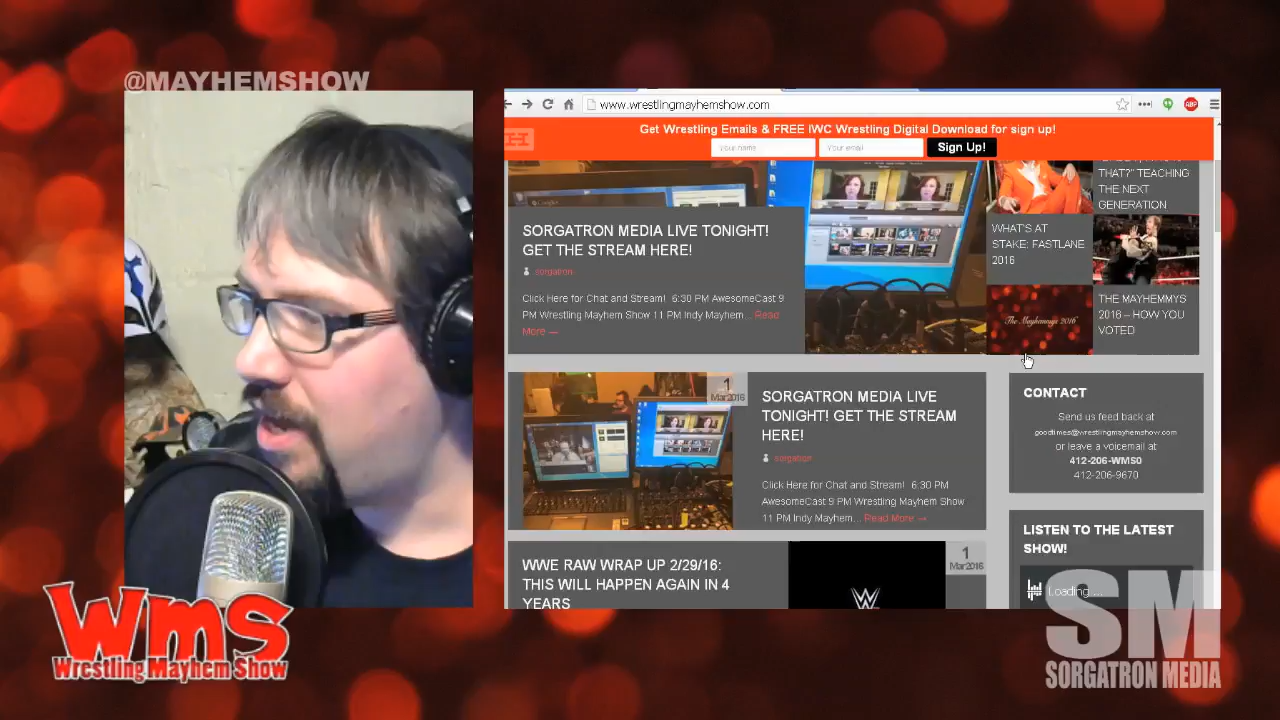 @MAYHEMSHOW
www.wrestlingmayhemshow.com
ABP
Get Wrestling Emails & FREE IWC Wrestling Digital Download for sign up!
Your name
Your email
Sign Up!
SORGATRON MEDIA LIVE TONIGHT!
GET THE STREAM HERE!
sorgatron
Click Here for Chat and Stream! 6:30 PM AwesomeCast 9
PM Wrestling Mayhem Show 11 PM Indy Mayhem... Read
More →
THAT?" TEACHING
THE NEXT
GENERATION
WHAT'S AT
STAKE: FASTLANE
2016
The Mayhemmys 2016
THE MAYHEMMYS
2016 – HOW YOU
VOTED
1
Mar2016
SORGATRON MEDIA LIVE
TONIGHT! GET THE STREAM
HERE!
sorgatron
Click Here for Chat and Stream! 6:30 PM
AwesomeCast 9 PM Wrestling Mayhem Show
11 PM Indy Mayhem... Read More →
CONTACT
Send us feed back at
goodtimes@wrestlingmayhemshow.com
or leave a voicemail at
412-206-WMS0
412-206-9670
WWE RAW WRAP UP 2/29/16:
THIS WILL HAPPEN AGAIN IN 4
YEARS
W
1
Mar2016
LISTEN TO THE LATEST
SHOW!
Loading ...
wms
Wrestling Mayhem Show
SM
SORGATRON MEDIA